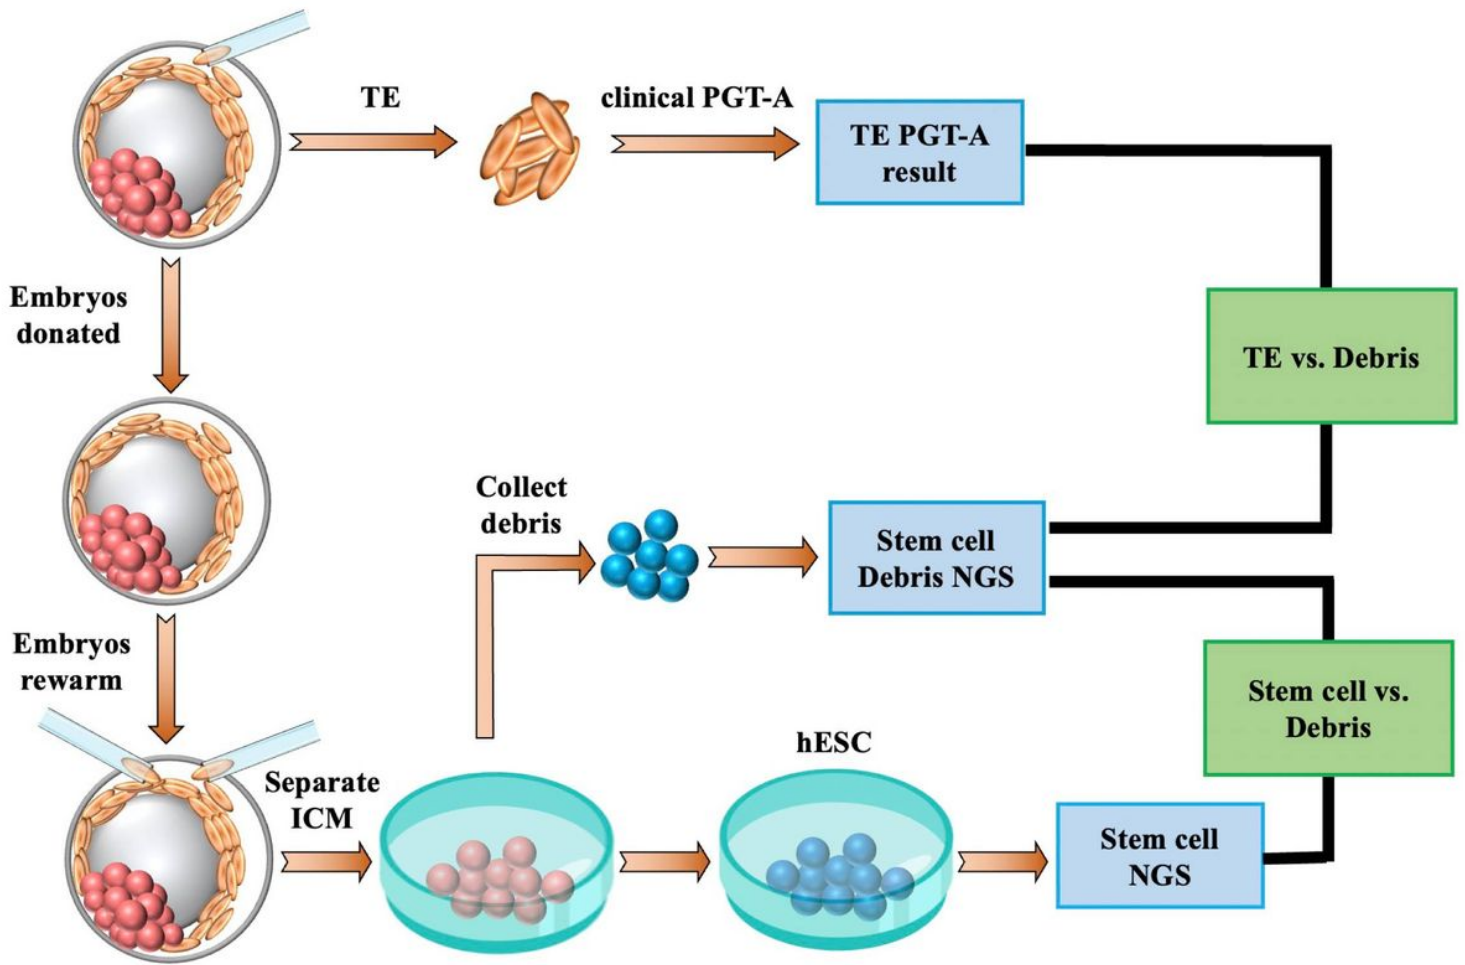 TE
clinical PGT-A
TE PGT-A
result
Embryos
donated
TE vs. Debris
Collect
debris
Stem cell
Debris NGS
Embryos
rewarm
Stem cell vs.
Debris
Separate
ICM
hESC
Stem cell
NGS